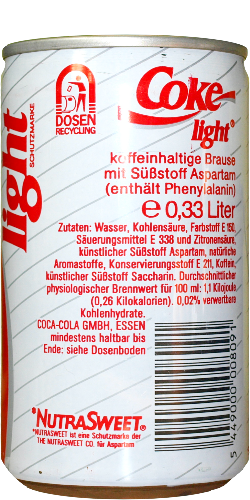 light
SCHUTZMARKE
DOSEN
RECYCLING
Coke
light®
koffeinhaltige Brause
mit Süßstoff Aspartam
(enthält Phenylalanin)
℮ 0,33 Liter
Zutaten: Wasser, Kohlensäure, Farbstoff E 150,
Säuerungsmittel E 338 und Zitronensäure,
künstlicher Süßstoff Aspartam, natürliche
Aromastoffe, Konservierungsstoff E 211, Koffein,
künstlicher Süßstoff Saccharin. Durchschnittlicher
physiologischer Brennwert für 100 ml: 1,1 Kilojoule
(0,26 Kilokalorien). 0,02% verwertbare
Kohlenhydrate.
COCA-COLA GMBH, ESSEN
mindestens haltbar bis
Ende: siehe Dosenboden
5449000008091
*NUTRASWEET®
*NUTRASWEET ist eine Schutzmarke der
THE NUTRASWEET CO. für Aspartam